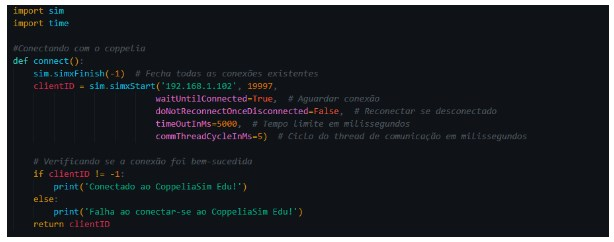 import sim
import time
#Conectando com o coppelia
def connect():
    sim.simxFinish(-1)  # Fecha todas as conexões existentes
    clientID = sim.simxStart('192.168.1.102', 19997,
                             waitUntilConnected=True,  # Aguardar conexão
                             doNotReconnectOnceDisconnected=False,  # Reconectar se desconectado
                             timeOutInMs=5000,  # Tempo limite em milissegundos
                             commThreadCycleInMs=5)  # Ciclo do thread de comunicação em milissegundos
    # Verificando se a conexão foi bem-sucedida
    if clientID != -1:
        print('Conectado ao CoppeliaSim Edu!')
    else:
        print('Falha ao conectar-se ao CoppeliaSim Edu!')
    return clientID